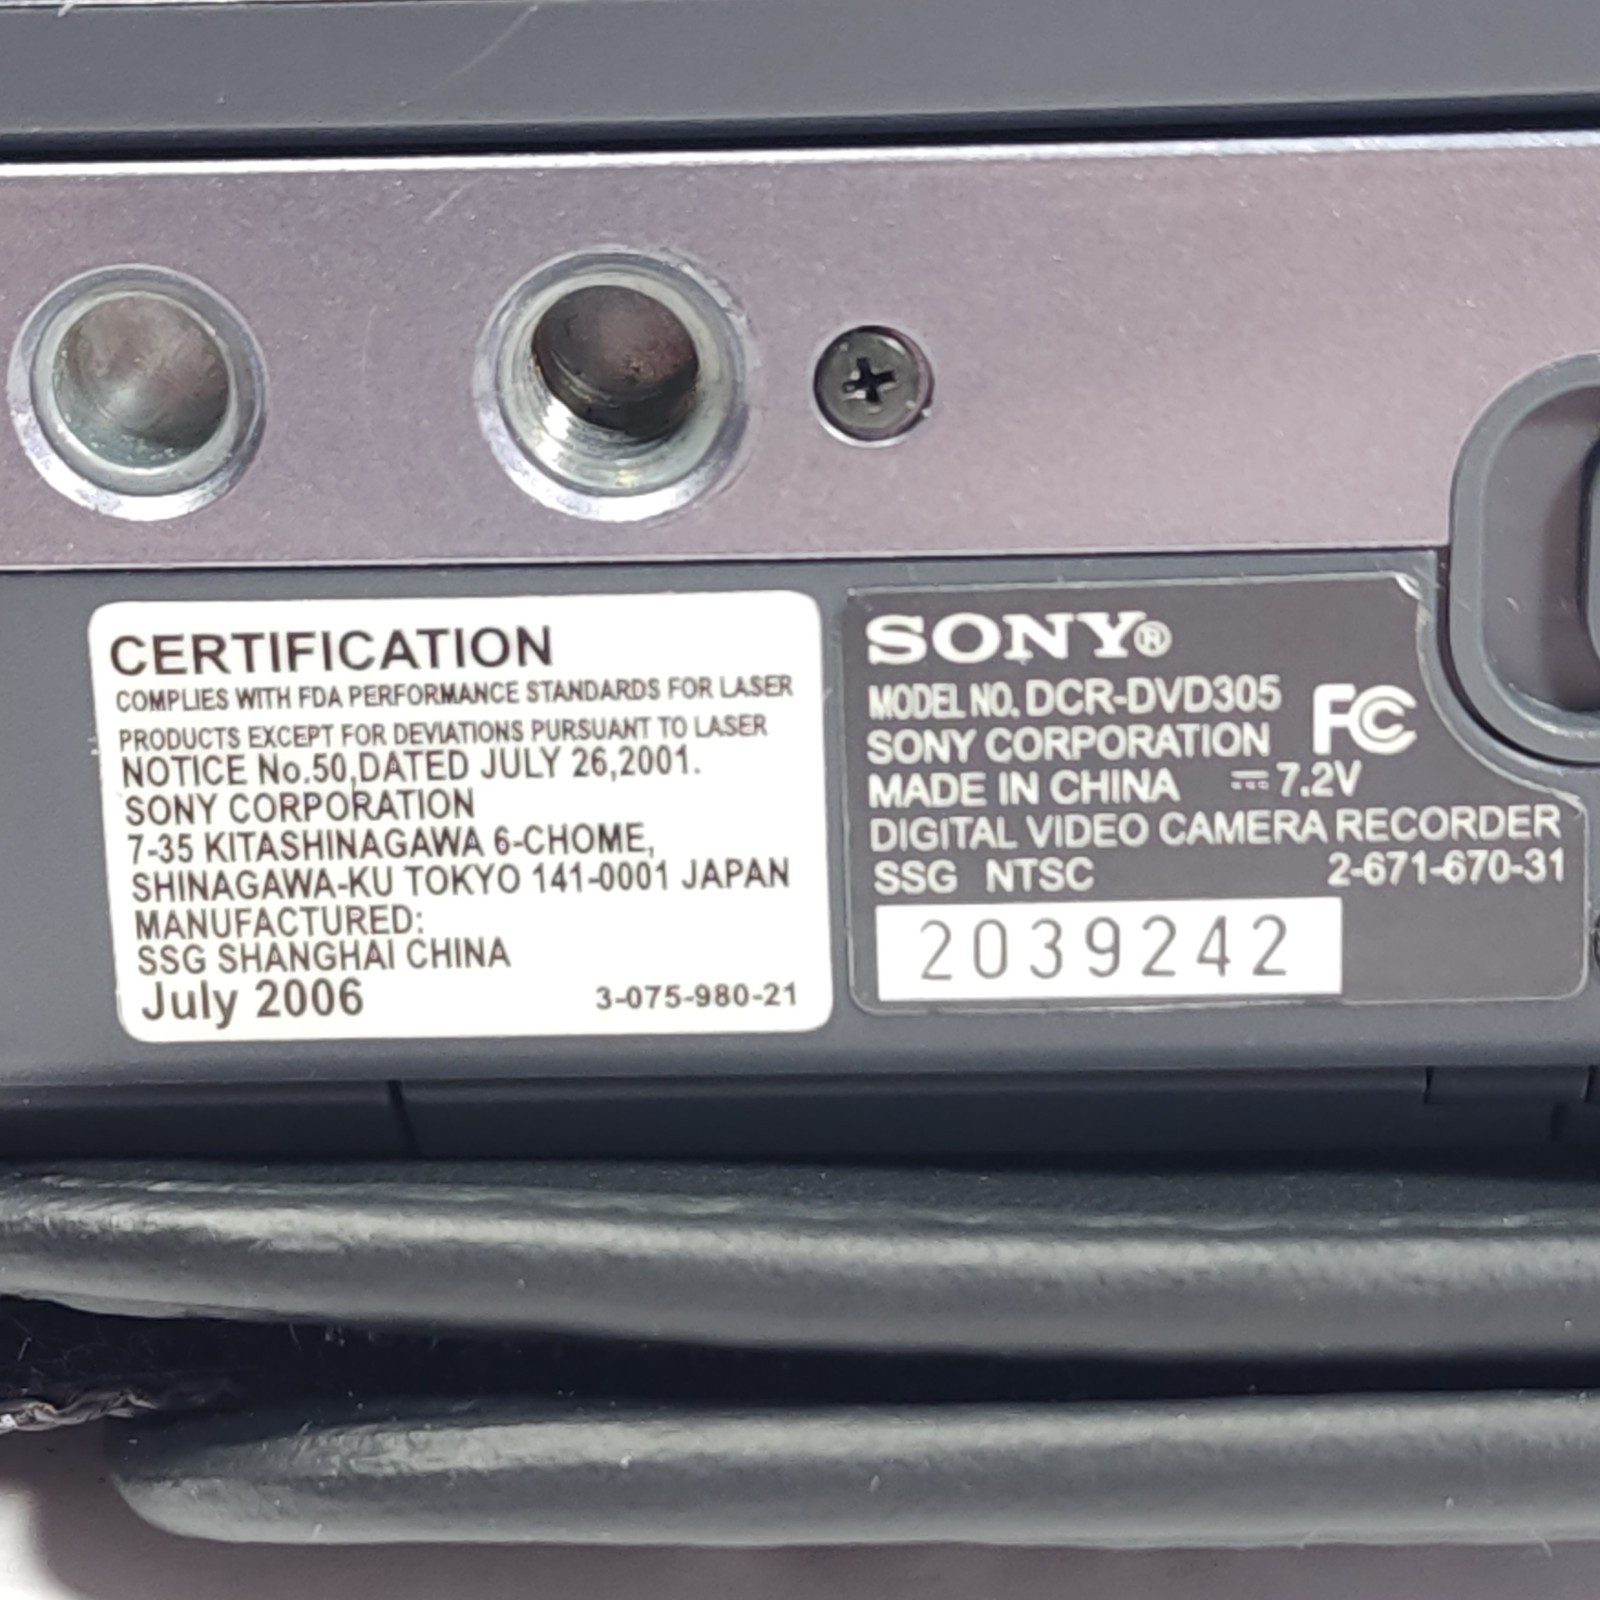 CERTIFICATION
COMPLIES WITH FDA PERFORMANCE STANDARDS FOR LASER
PRODUCTS EXCEPT FOR DEVIATIONS PURSUANT TO LASER
NOTICE No.50,DATED JULY 26,2001.
SONY CORPORATION
7-35 KITASHINAGAWA 6-CHOME,
SHINAGAWA-KU TOKYO 141-0001 JAPAN
MANUFACTURED:
SSG SHANGHAI CHINA
July 2006 3-075-980-21
SONY®
MODEL NO. DCR-DVD305 FC
SONY CORPORATION
MADE IN CHINA ⎓7.2V
DIGITAL VIDEO CAMERA RECORDER
SSG NTSC 2-671-670-31
2039242